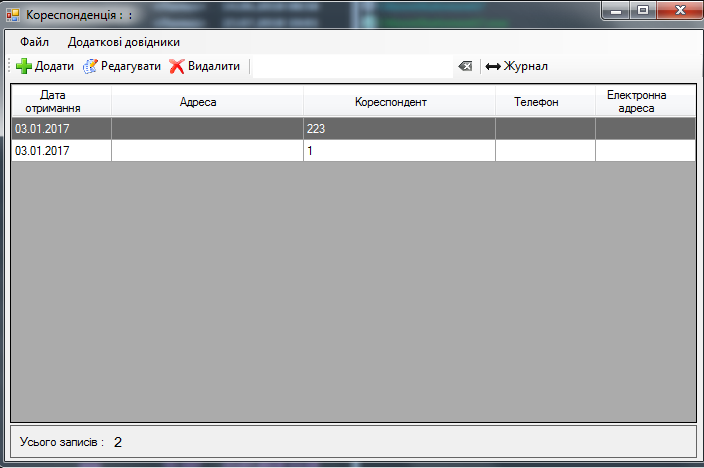 Кореспонденція : :
Файл Додаткові довідники
Додати Редагувати Видалити Журнал
Дата отримання Адреса Кореспондент Телефон Електронна адреса
03.01.2017 223
03.01.2017 1
Усього записів : 2